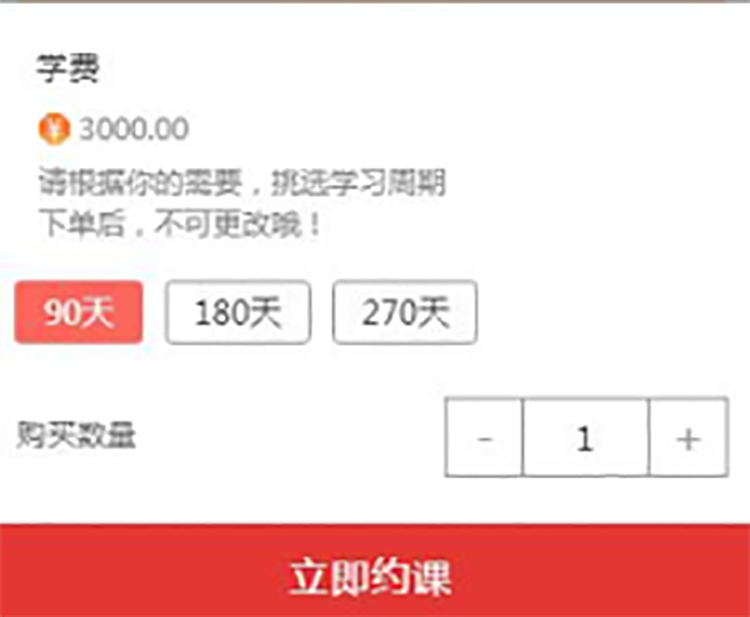 学费
¥ 3000.00
请根据你的需要，挑选学习周期
下单后，不可更改哦！
90天 180天 270天
购买数量 - 1 +
立即约课